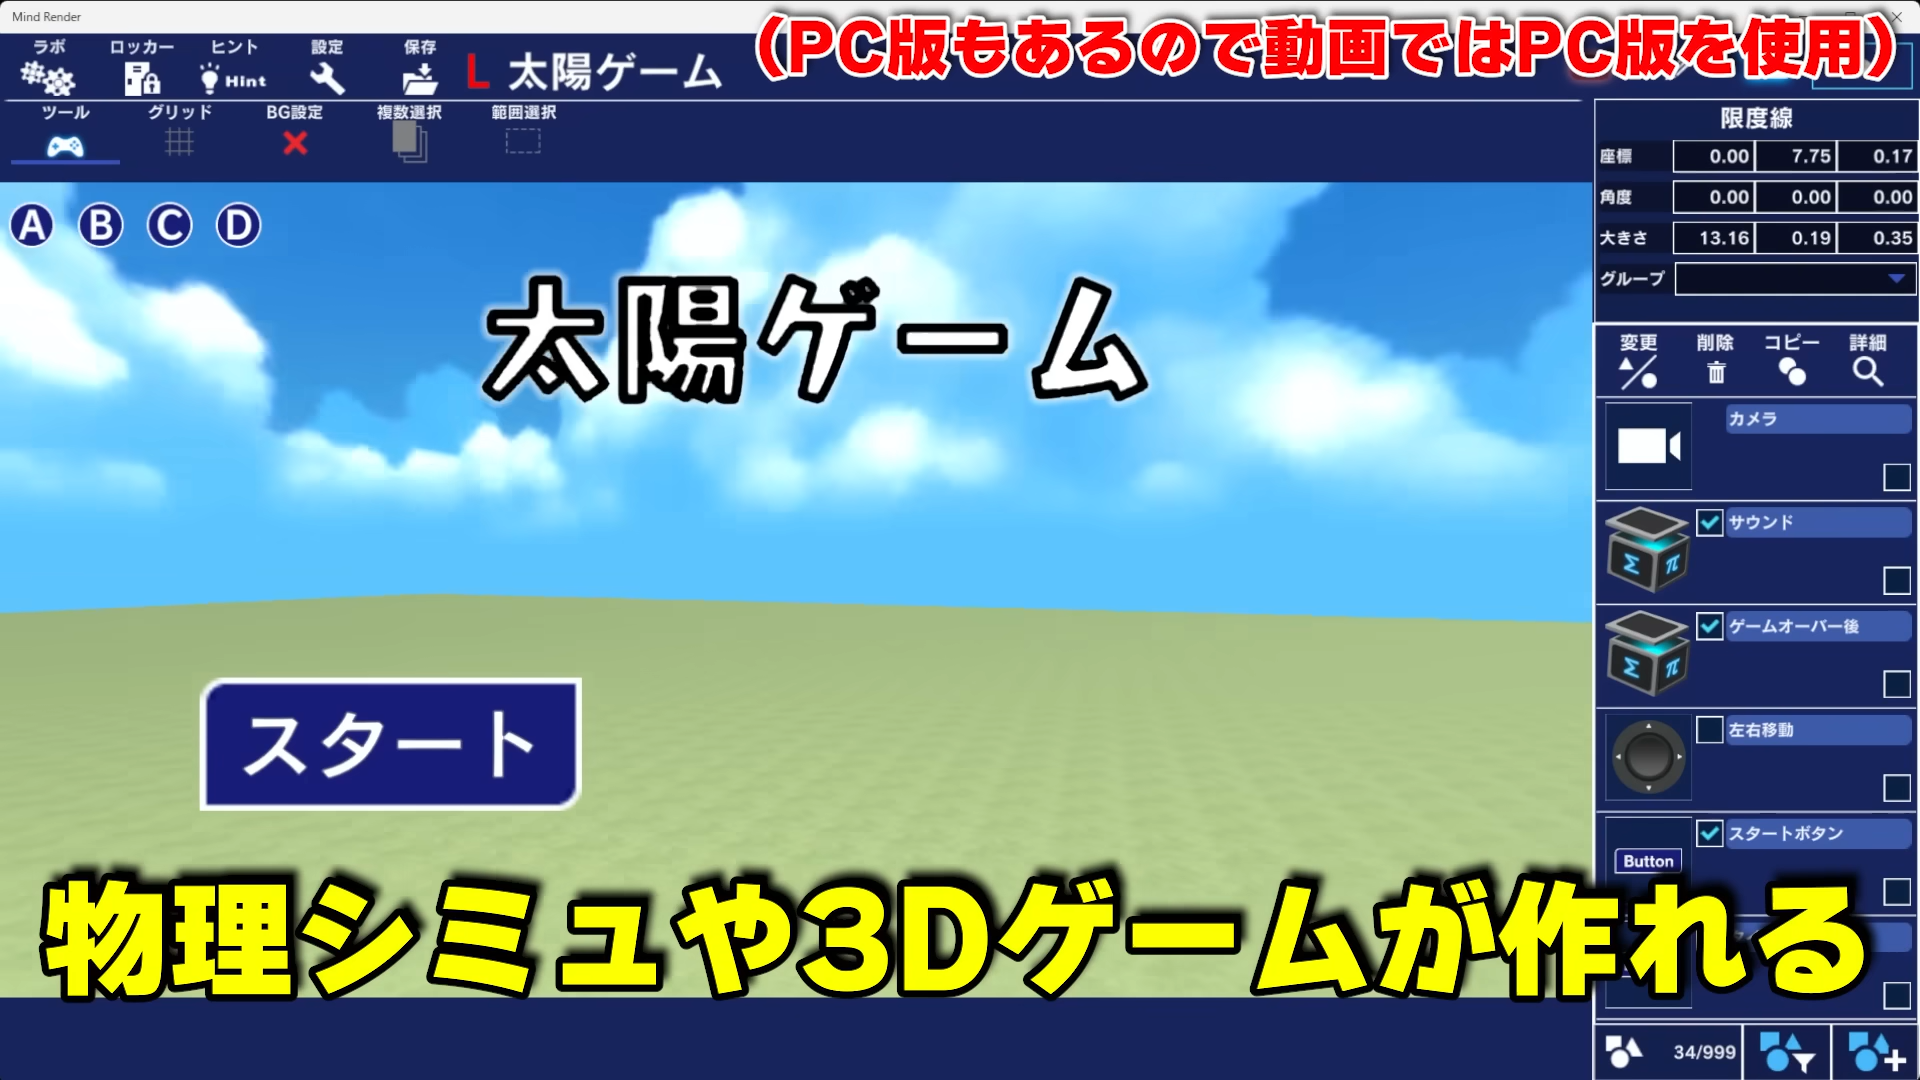 Mind Render
ラボ ロッカー ヒント 設定 保存
Hint
L 太陽ゲーム
（PC版もあるので動画ではPC版を使用）
ツール グリッド BG設定 複数選択 範囲選択
A B C D
太陽ゲーム
スタート
限度線
座標 0.00 7.75 0.17
角度 0.00 0.00 0.00
大きさ 13.16 0.19 0.35
グループ
変更 削除 コピー 詳細
カメラ
サウンド
Σ π
ゲームオーバー後
Σ π
左右移動
スタートボタン
Button
物理シミュや3Dゲームが作れる
34/999